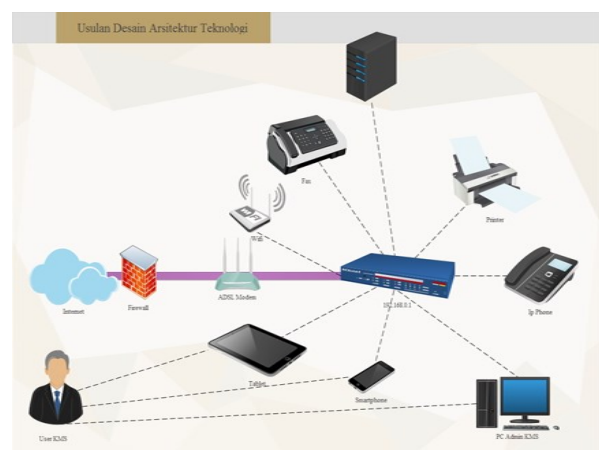 Usulan Desain Arsitektur Teknologi
Fax
Printer
Wifi
Internet
Firewall
ADSL Modem
192.168.0.1
Ip Phone
Tablet
Smartphone
User KMS
PC Admin KMS